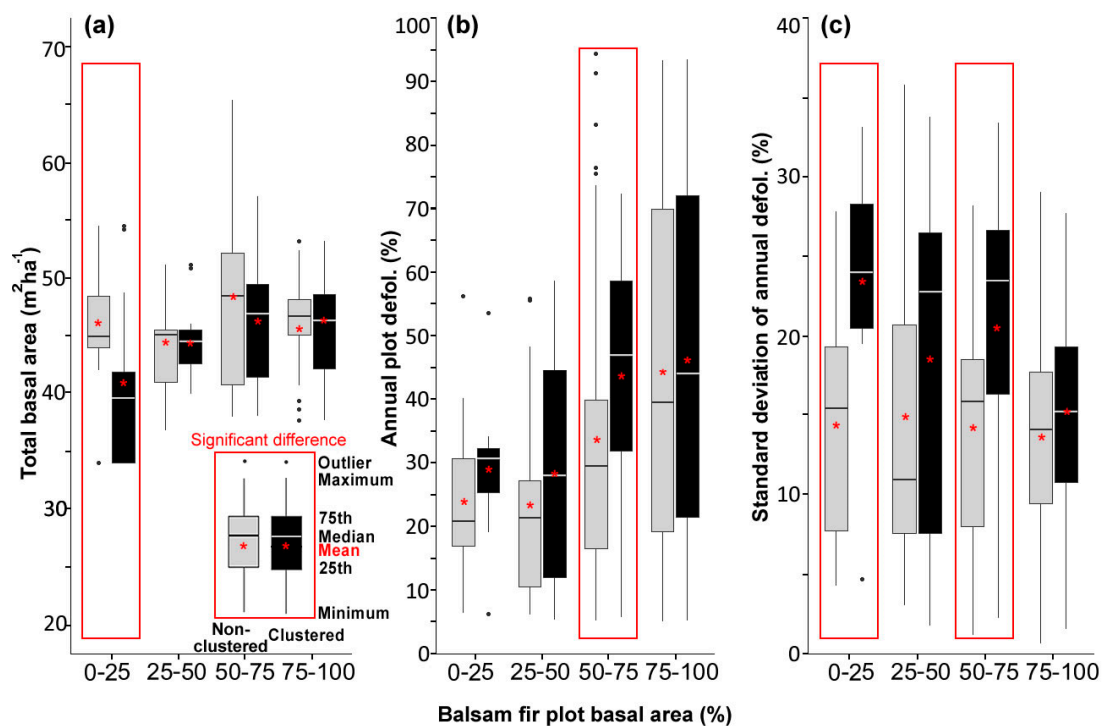 (a)
Total basal area (m²ha⁻¹)
70
60
50
40
30
20
0-25
25-50
50-75
75-100
Significant difference
Outlier
Maximum
75th
Median
Mean
25th
Minimum
Non-
clustered
Clustered
(b)
Annual plot defol. (%)
100
90
80
70
60
50
40
30
20
10
0
0-25
25-50
50-75
75-100
(c)
Standard deviation of annual defol. (%)
40
30
20
10
0
0-25
25-50
50-75
75-100
Balsam fir plot basal area (%)